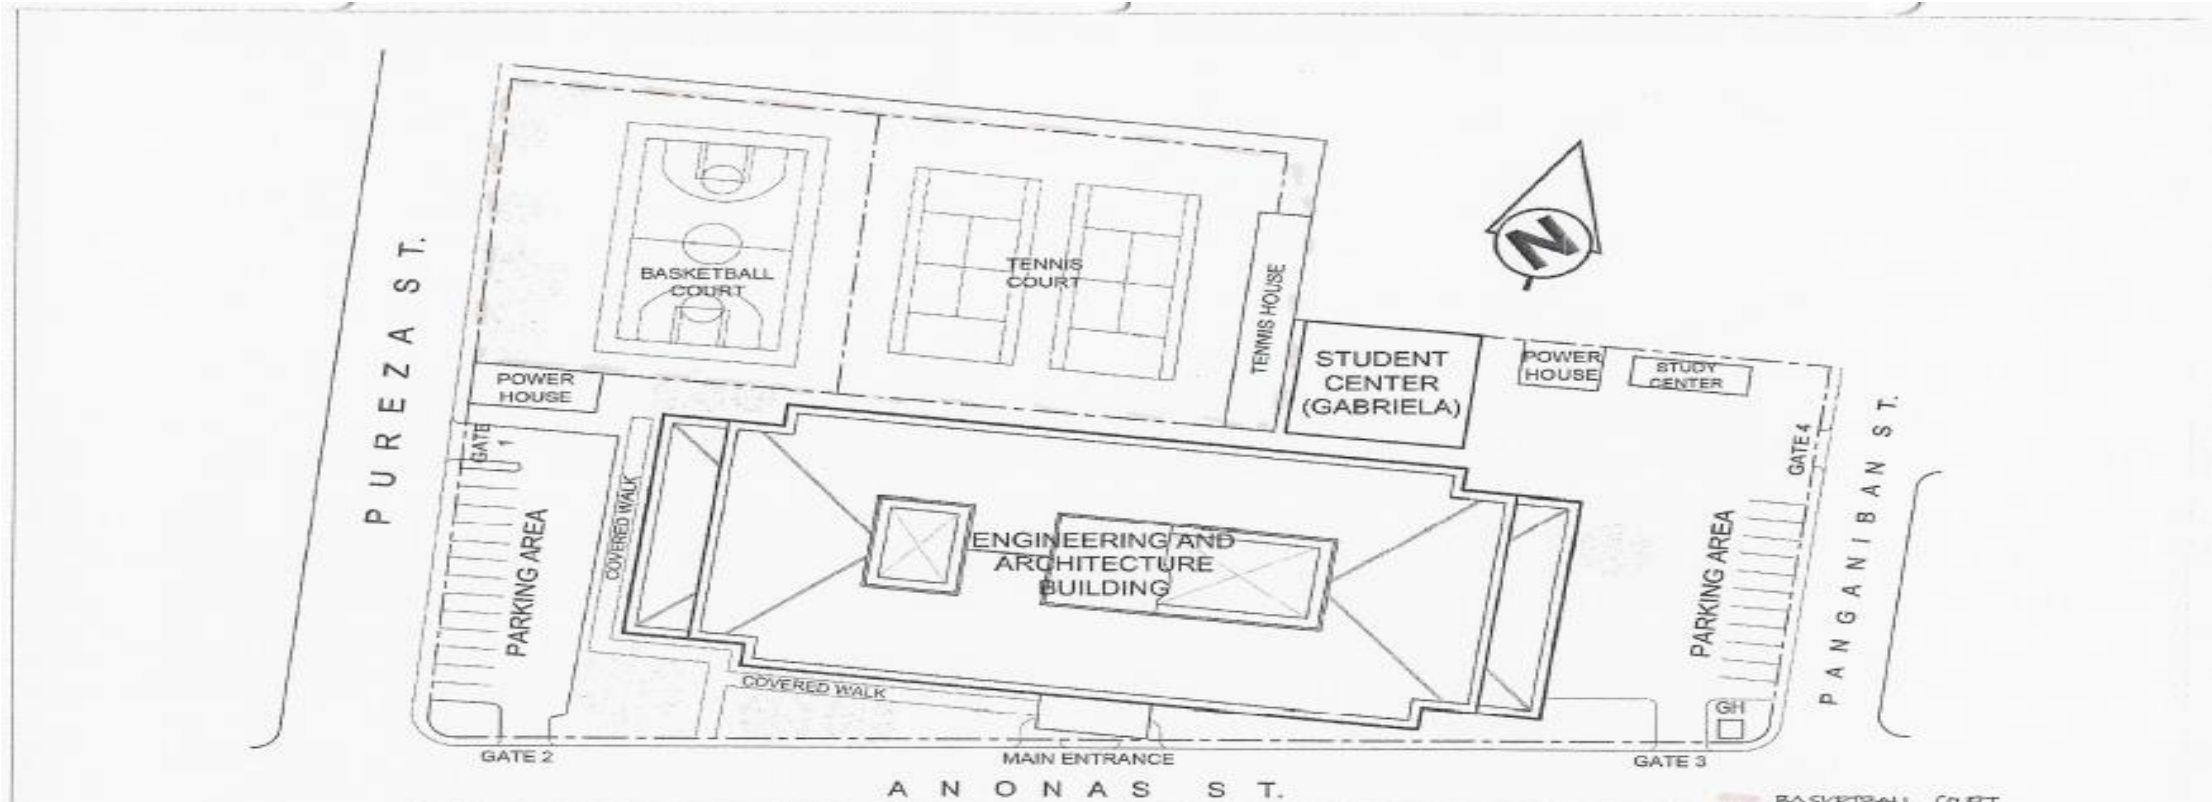 PUREZA ST.
BASKETBALL
COURT
TENNIS
COURT
TENNIS HOUSE
N
POWER
HOUSE
STUDENT
CENTER
(GABRIELA)
POWER
HOUSE
STUDY
CENTER
GATE
1
GATE 4
PANGANIBAN ST.
COVERED WALK
PARKING AREA
ENGINEERING AND
ARCHITECTURE
BUILDING
PARKING AREA
COVERED WALK
GH
GATE 2
MAIN ENTRANCE
GATE 3
ANONAS ST.
BASKETBALL COURT